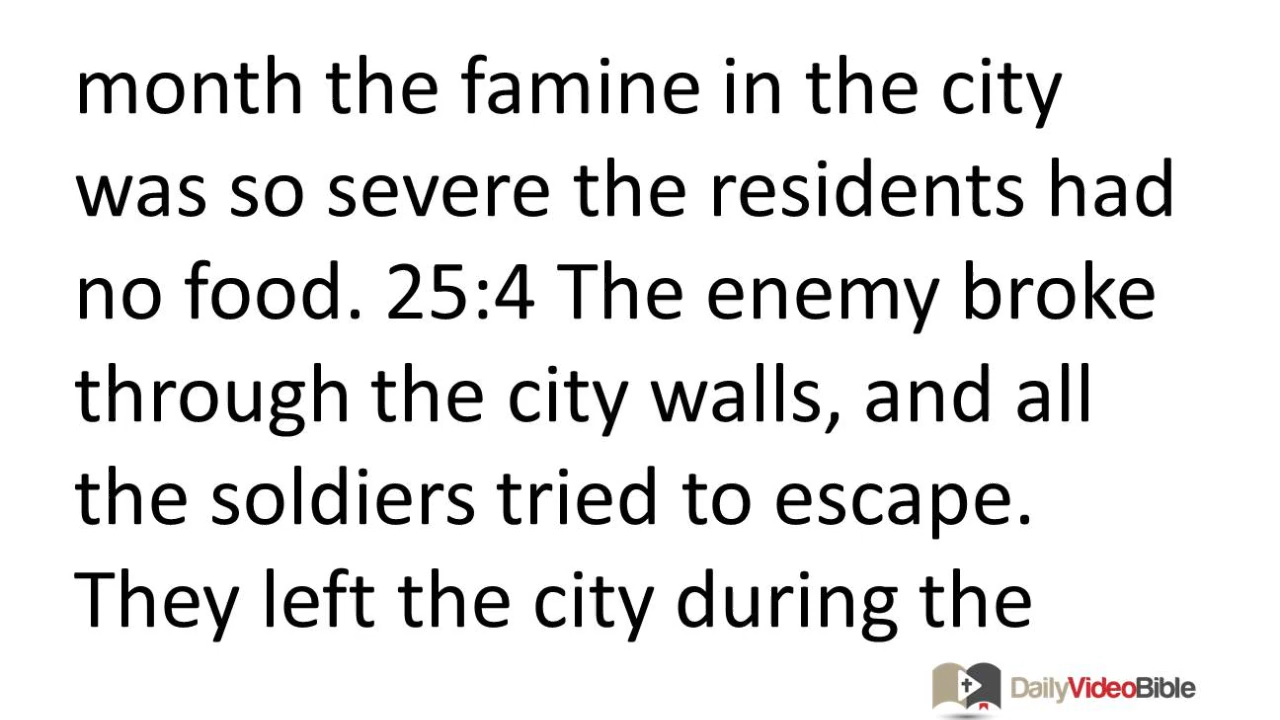 month the famine in the city
was so severe the residents had
no food. 25:4 The enemy broke
through the city walls, and all
the soldiers tried to escape.
They left the city during the
DailyVideoBible